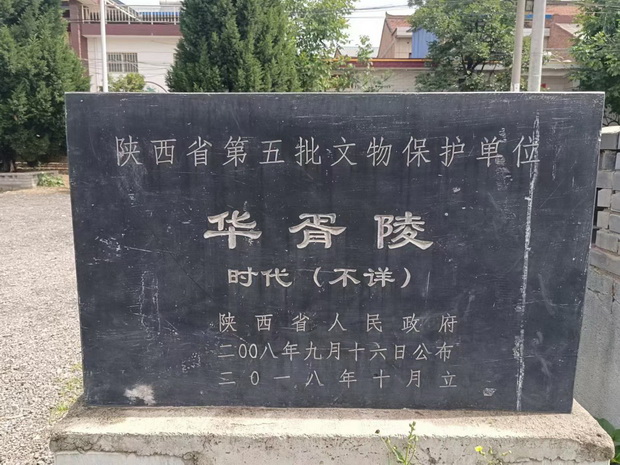 陕西省第五批文物保护单位
华胥陵
时代（不详）
陕西省人民政府
二00八年九月十六日公布
三0一八年十月立